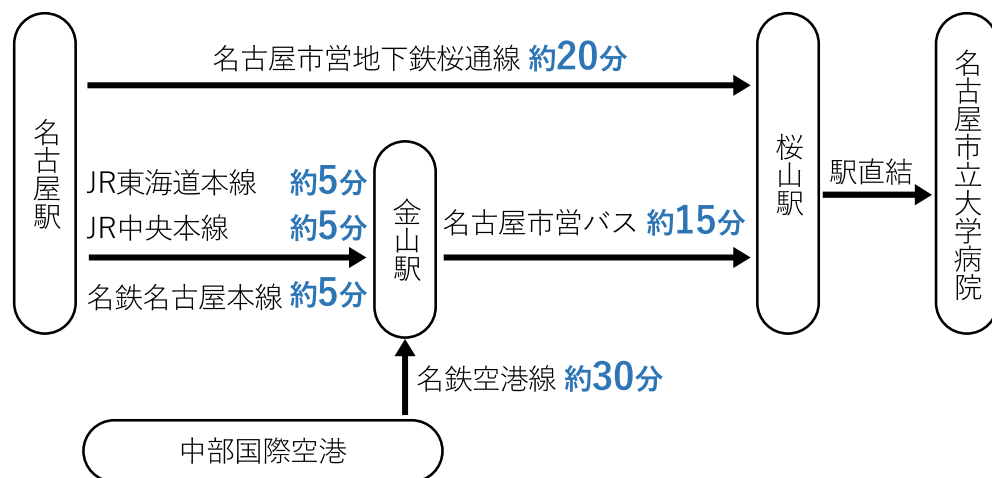 名古屋駅
名古屋市営地下鉄桜通線 約20分
JR東海道本線 約5分
JR中央本線 約5分
名鉄名古屋本線 約5分
金山駅
名古屋市営バス 約15分
桜山駅
駅直結
名古屋市立大学病院
名鉄空港線 約30分
中部国際空港